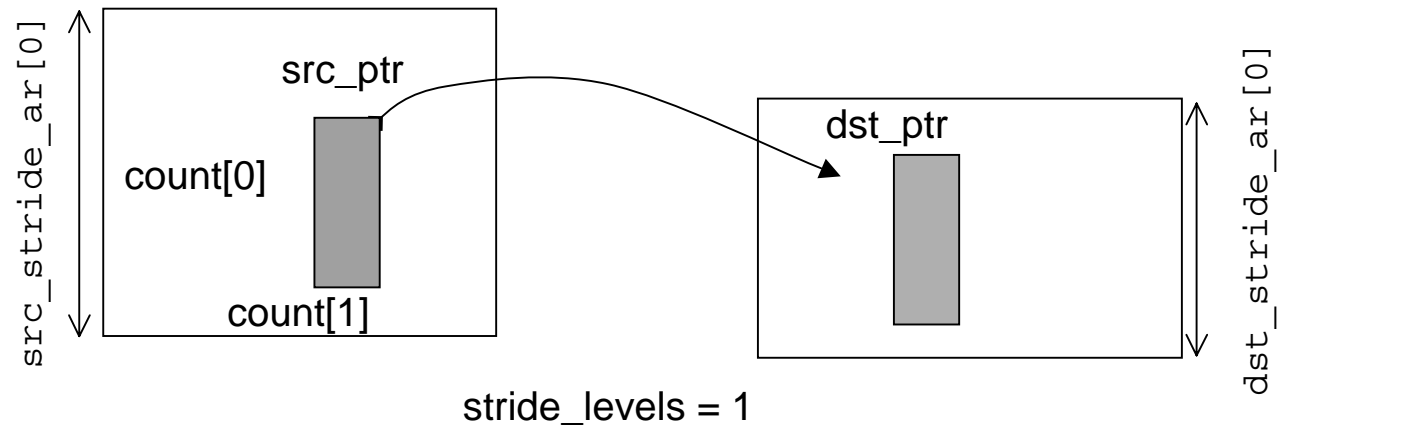 src_stride_ar[0]
src_ptr
count[0]
count[1]
dst_ptr
dst_stride_ar[0]
stride_levels = 1